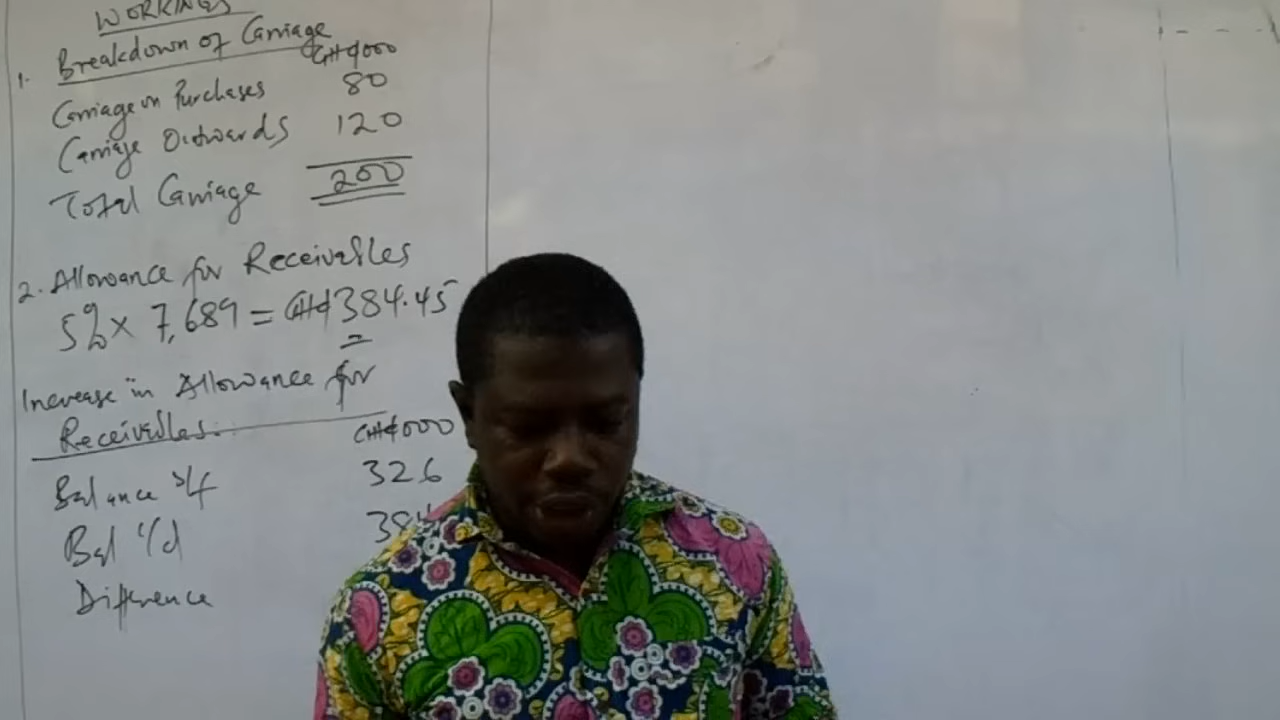 WORKINGS
1. Breakdown of Carriage
GH¢000
Carriage on Purchases 80
Carriage Outwards 120
Total Carriage 200
2. Allowance for Receivables
5% x 7,689 = GH¢384.45
Increase in Allowance for
Receivables.
GH¢000
Balance b/f 326
Bal c/d 384
Difference